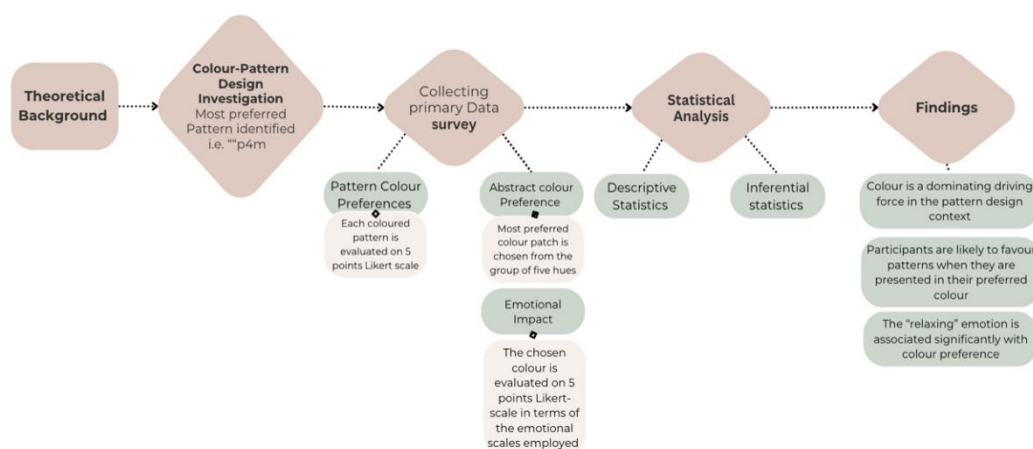 Theoretical
Background
Colour-Pattern
Design
Investigation
Most preferred
Pattern identified
i.e. ““p4m
Collecting
primary Data
survey
Statistical
Analysis
Findings
Pattern Colour
Preferences
Each coloured
pattern is
evaluated on 5
points Likert scale
Abstract colour
Preference
Most preferred
colour patch is
chosen from the
group of five hues
Emotional
Impact
The chosen
colour is
evaluated on 5
points Likert-
scale in terms of
the emotional
scales employed
Descriptive
Statistics
Inferential
statistics
Colour is a dominating driving
force in the pattern design
context
Participants are likely to favour
patterns when they are
presented in their preferred
colour
The “relaxing” emotion is
associated significantly with
colour preference